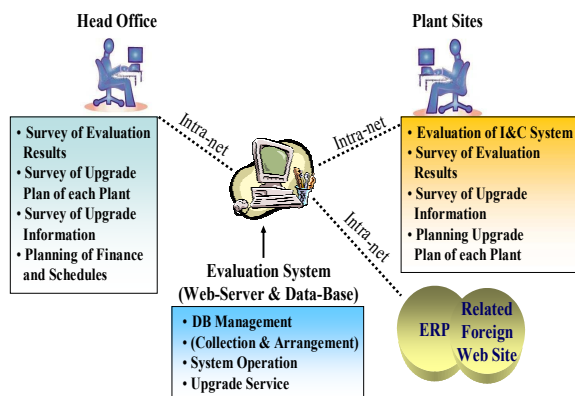 Head Office
Plant Sites
Intra-net
Intra-net
Intra-net
• Survey of Evaluation
Results
• Survey of Upgrade
Plan of each Plant
• Survey of Upgrade
Information
• Planning of Finance
and Schedules
• Evaluation of I&C System
• Survey of Evaluation
Results
• Survey of Upgrade
Information
• Planning Upgrade
Plan of each Plant
Evaluation System
(Web-Server & Data-Base)
• DB Management
• (Collection & Arrangement)
• System Operation
• Upgrade Service
ERP
Related
Foreign
Web Site